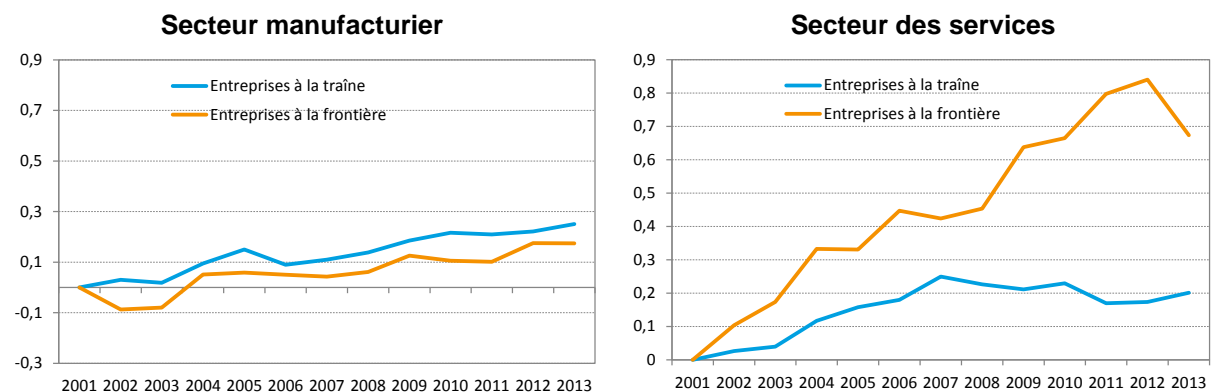 Secteur manufacturier
0,9
0,7
0,5
0,3
0,1
-0,1
-0,3
Entreprises à la traîne
Entreprises à la frontière
2001 2002 2003 2004 2005 2006 2007 2008 2009 2010 2011 2012 2013
Secteur des services
0,9
0,8
0,7
0,6
0,5
0,4
0,3
0,2
0,1
0
Entreprises à la traîne
Entreprises à la frontière
2001 2002 2003 2004 2005 2006 2007 2008 2009 2010 2011 2012 2013